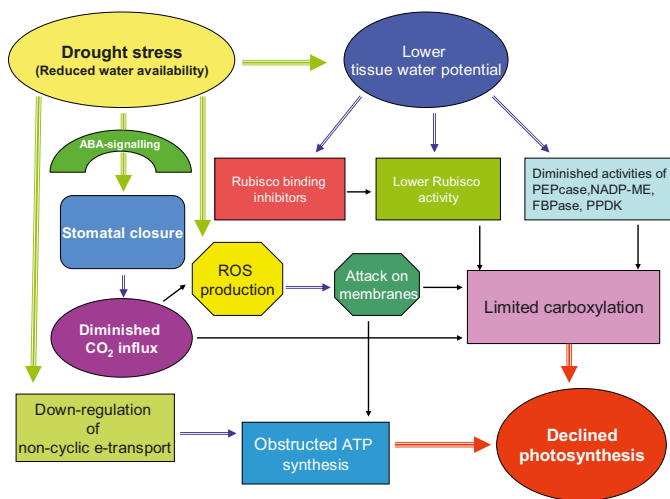 Drought stress
(Reduced water availability)
Lower
tissue water potential
ABA-signalling
Rubisco binding
inhibitors
Lower Rubisco
activity
Diminished activities of
PEPcase,NADP-ME,
FBPase, PPDK
Stomatal closure
ROS
production
Attack on
membranes
Limited carboxylation
Diminished
CO₂ influx
Down-regulation
of
non-cyclic e-transport
Obstructed ATP
synthesis
Declined
photosynthesis